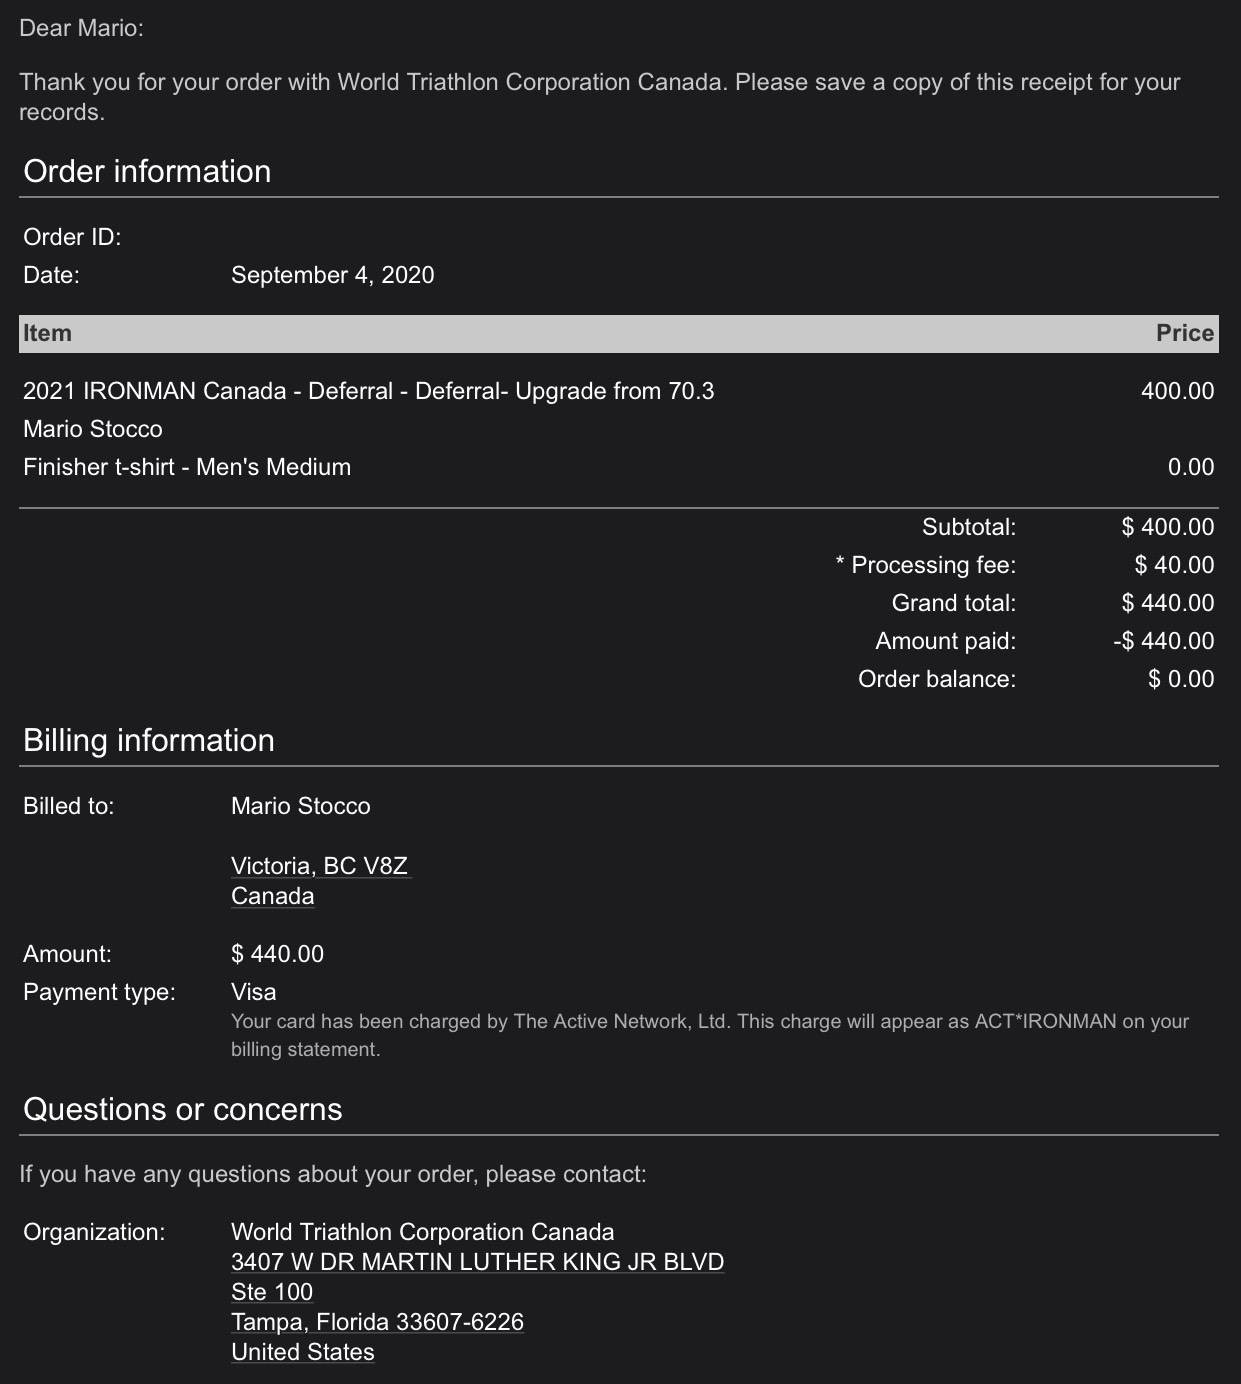 Dear Mario:
Thank you for your order with World Triathlon Corporation Canada. Please save a copy of this receipt for your
records.
Order information
Order ID:
Date: September 4, 2020
Item Price
2021 IRONMAN Canada - Deferral - Deferral- Upgrade from 70.3 400.00
Mario Stocco
Finisher t-shirt - Men's Medium 0.00
Subtotal: $ 400.00
* Processing fee: $ 40.00
Grand total: $ 440.00
Amount paid: -$ 440.00
Order balance: $ 0.00
Billing information
Billed to: Mario Stocco
Victoria, BC V8Z
Canada
Amount: $ 440.00
Payment type: Visa
Your card has been charged by The Active Network, Ltd. This charge will appear as ACT*IRONMAN on your
billing statement.
Questions or concerns
If you have any questions about your order, please contact:
Organization: World Triathlon Corporation Canada
3407 W DR MARTIN LUTHER KING JR BLVD
Ste 100
Tampa, Florida 33607-6226
United States